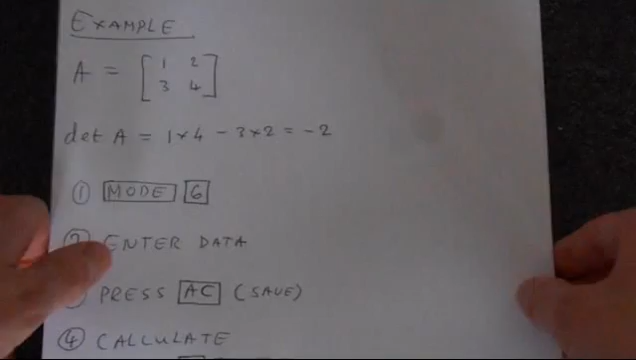 EXAMPLE
A = [1 2
3 4]
det A = 1×4 - 3×2 = -2
① MODE 6
② ENTER DATA
PRESS AC (SAVE)
④ CALCULATE